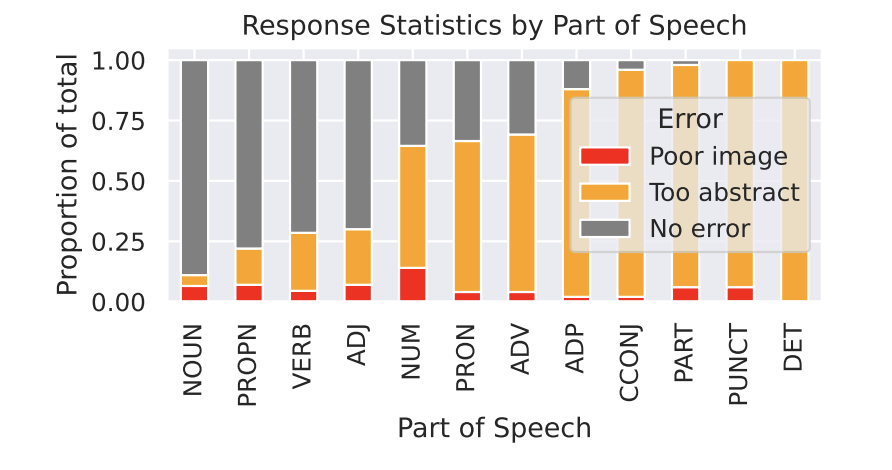 Response Statistics by Part of Speech
Proportion of total
1.00
0.75
0.50
0.25
0.00
Error
Poor image
Too abstract
No error
NOUN
PROPN
VERB
ADJ
NUM
PRON
ADV
ADP
CCONJ
PART
PUNCT
DET
Part of Speech